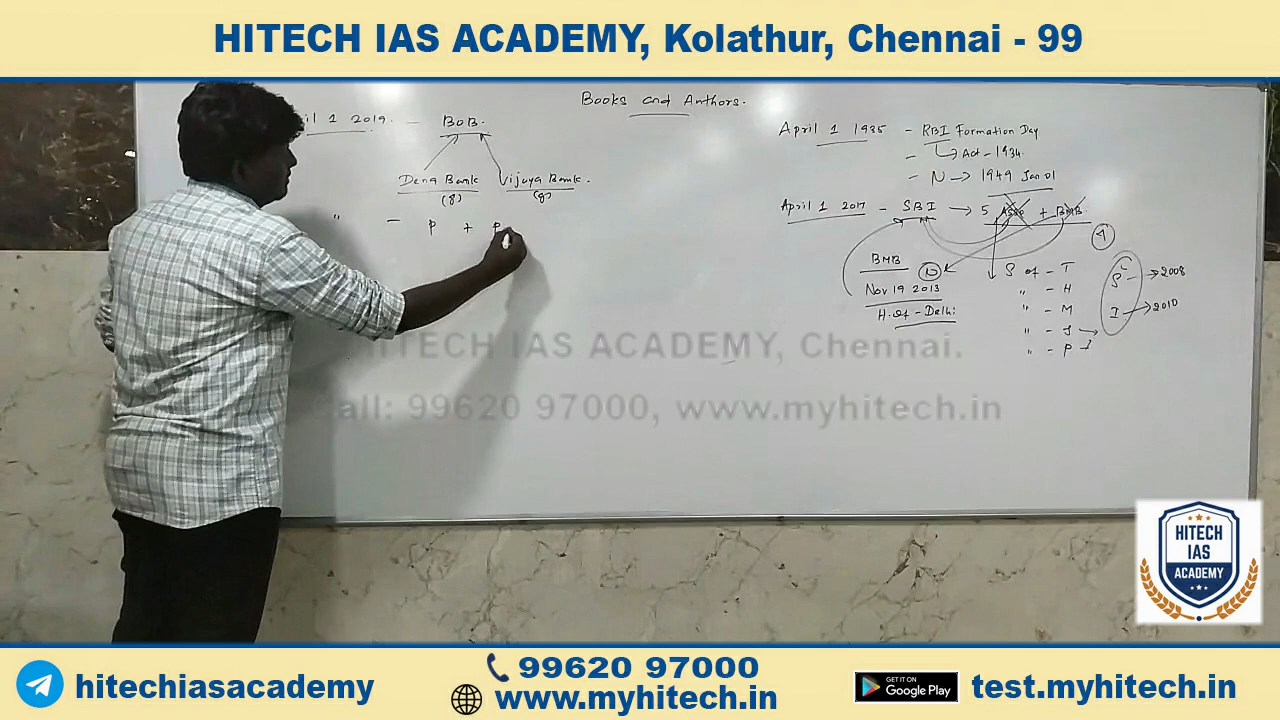 HITECH IAS ACADEMY, Kolathur, Chennai - 99
Books and Authors.
il 1 2019. - BOB.
Dena Bank Vijaya Bank.
(8) (9)
" - P + P
April 1 1935 - RBI Formation Day
- Act - 1934.
- N → 1949 Jan 01
April 1 2017 - SBI → 5 Asso + BMB
BMB
Nov 19 2013
H.Of - Delhi
S of - T
" - H
" - M
" - J
" - P
S → 2008
I → 2010
HITECH IAS ACADEMY, Chennai.
Call: 99620 97000, www.myhitech.in
HITECH
IAS
ACADEMY
hitechiasacademy
99620 97000
www.myhitech.in
GET IT ON
Google Play
test.myhitech.in